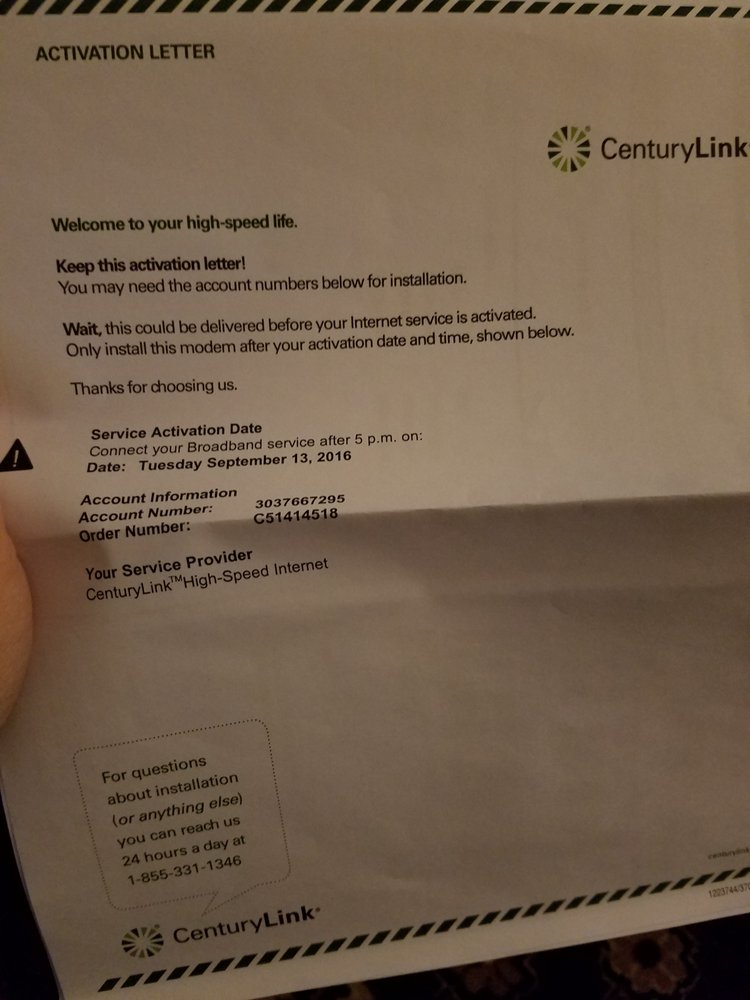 ACTIVATION LETTER
CenturyLink®
Welcome to your high-speed life.
Keep this activation letter!
You may need the account numbers below for installation.
Wait, this could be delivered before your Internet service is activated.
Only install this modem after your activation date and time, shown below.
Thanks for choosing us.
Service Activation Date
Connect your Broadband service after 5 p.m. on:
Date: Tuesday September 13, 2016
!
Account Information
Account Number: 3037667295
Order Number: C51414518
Your Service Provider
CenturyLink™High-Speed Internet
For questions
about installation
(or anything else)
you can reach us
24 hours a day at
1-855-331-1346
CenturyLink®